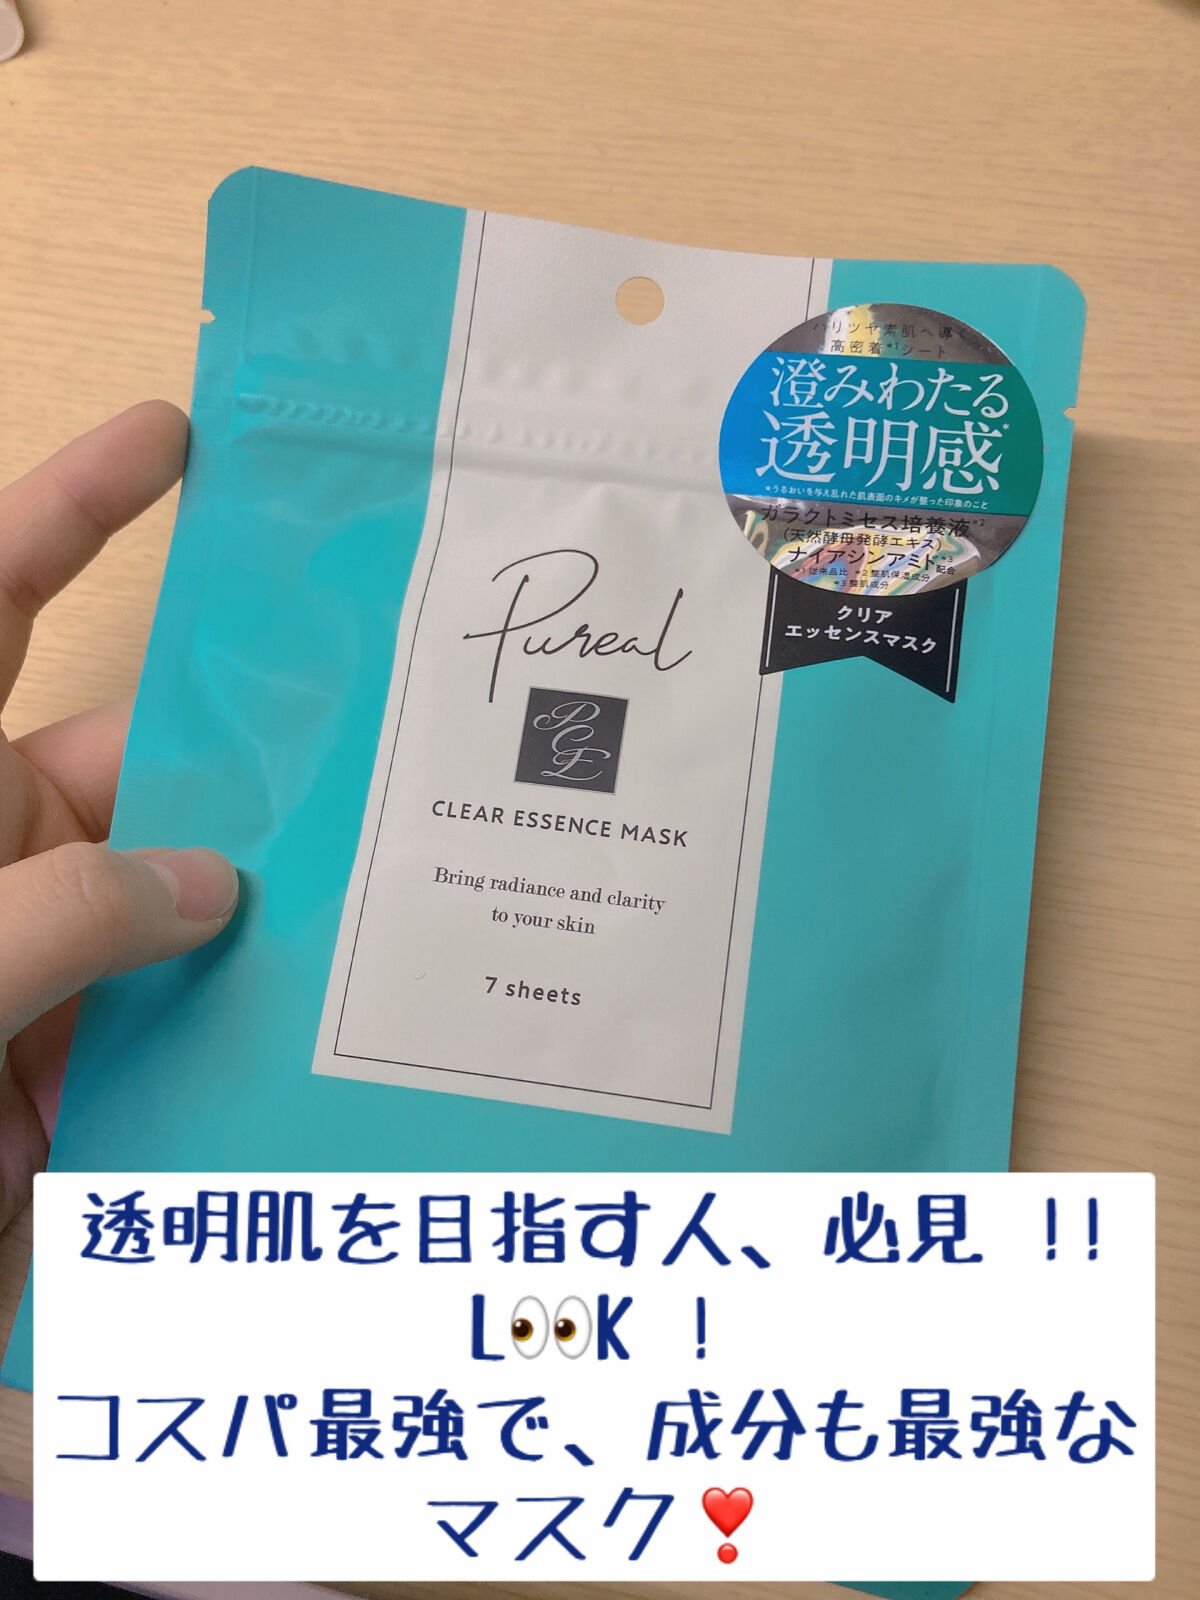 ハリツヤ素肌へ導く
高密着*1シート
澄みわたる
透明感*
*うるおいを与え乱れた肌表面のキメが整った印象のこと
ガラクトミセス培養液*2
(天然酵母発酵エキス)
ナイアシンアミド*3配合
*1従来品比 *2整肌保湿成分
*3整肌成分
クリア
エッセンスマスク
Pureal
PGE
CLEAR ESSENCE MASK
Bring radiance and clarity
to your skin
7 sheets
透明肌を目指す人、必見 !!
L👀K !
コスパ最強で、成分も最強な
マスク❣️